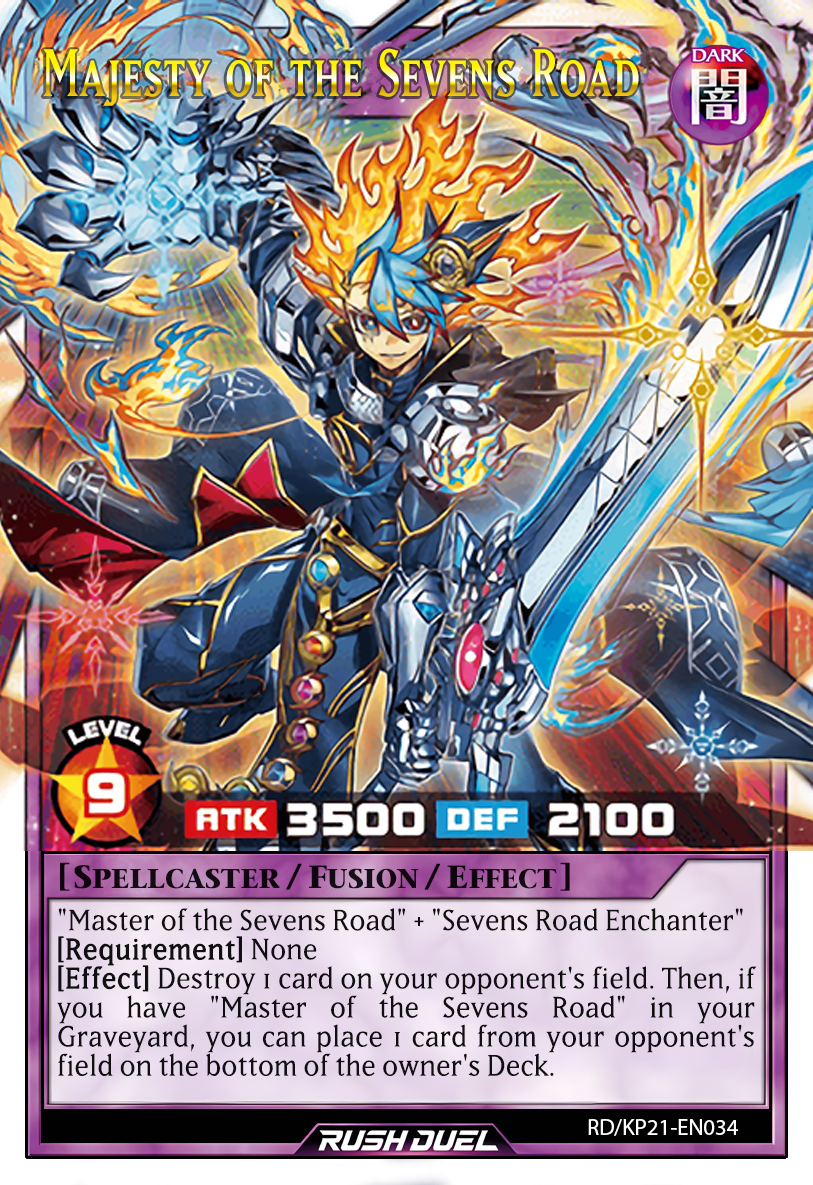 MAJESTY OF THE SEVENS ROAD
DARK
闇
LEVEL
9
ATK 3500 DEF 2100
[SPELLCASTER / FUSION / EFFECT]
"Master of the Sevens Road" + "Sevens Road Enchanter"
[Requirement] None
[Effect] Destroy 1 card on your opponent's field. Then, if
you have "Master of the Sevens Road" in your
Graveyard, you can place 1 card from your opponent's
field on the bottom of the owner's Deck.
RD/KP21-EN034
RUSH DUEL